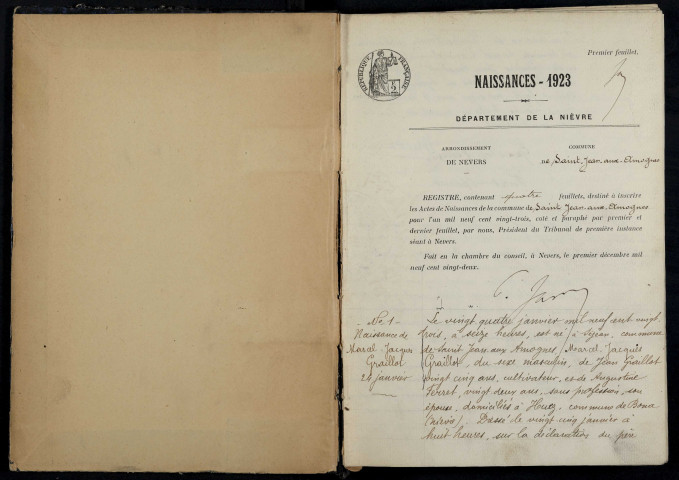 Premier feuillet.
RÉPUBLIQUE FRANÇAISE
NAISSANCES - 1923
DÉPARTEMENT DE LA NIÈVRE
ARRONDISSEMENT
DE NEVERS
COMMUNE
DE Saint-Jean-aux-Amognes
REGISTRE, contenant quatre feuillets, destiné à inscrire
les Actes de Naissances de la commune de Saint Jean-aux-Amognes
pour l'an mil neuf cent vingt-trois, coté et paraphé par premier et
dernier feuillet, par nous, Président du Tribunal de première instance
séant à Nevers.
Fait en la chambre du conseil, à Nevers, le premier décembre mil
neuf cent vingt-deux.
No 1
Naissance de
Marcel Jacques
Graillot
24 janvier
Le vingt quatre janvier mil neuf cent vingt
trois, à seize heures, est né à commune
de Saint Jean aux Amognes, Marcel Jacques
Graillot, du sexe masculin, de Jean Graillot
vingt cinq ans, cultivateur, et de Augustine
vingt deux ans, sans profession, son
épouse, domiciliés à Huez, commune de Bona
(Nièvre). Dressé le vingt cinq janvier à
huit heures, sur la déclaration du père